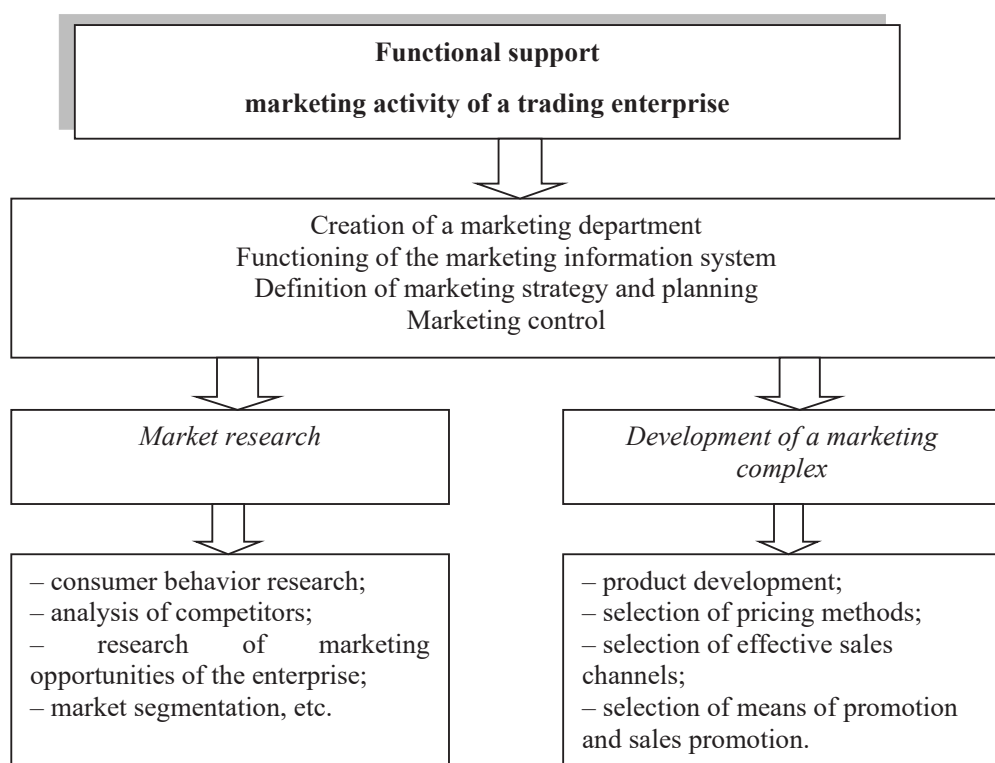 Functional support
marketing activity of a trading enterprise
Creation of a marketing department
Functioning of the marketing information system
Definition of marketing strategy and planning
Marketing control
Market research
Development of a marketing
complex
– consumer behavior research;
– analysis of competitors;
– research of marketing
opportunities of the enterprise;
– market segmentation, etc.
– product development;
– selection of pricing methods;
– selection of effective sales
channels;
– selection of means of promotion
and sales promotion.